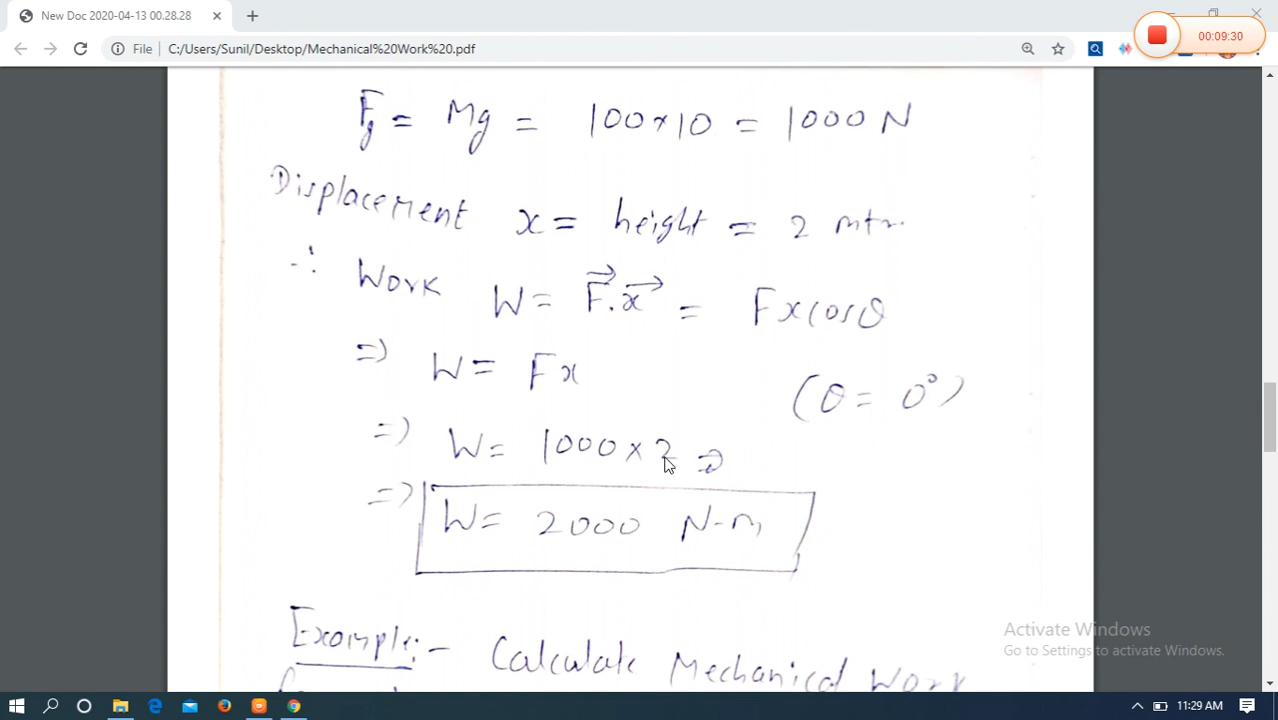 New Doc 2020-04-13 00.28.28
00:09:30
File C:/Users/Sunil/Desktop/Mechanical%20Work%20.pdf
Fg = Mg = 100×10 = 1000 N
Displacement x = height = 2 mtr.
∴ Work W = F⃗.x⃗ = Fxcosθ
=) W = Fx
(θ = 0°)
=) W = 1000×2 =)
=) W = 2000 N-m
Example:- Calculate Mechanical Work
Activate Windows
Go to Settings to activate Windows.
11:29 AM